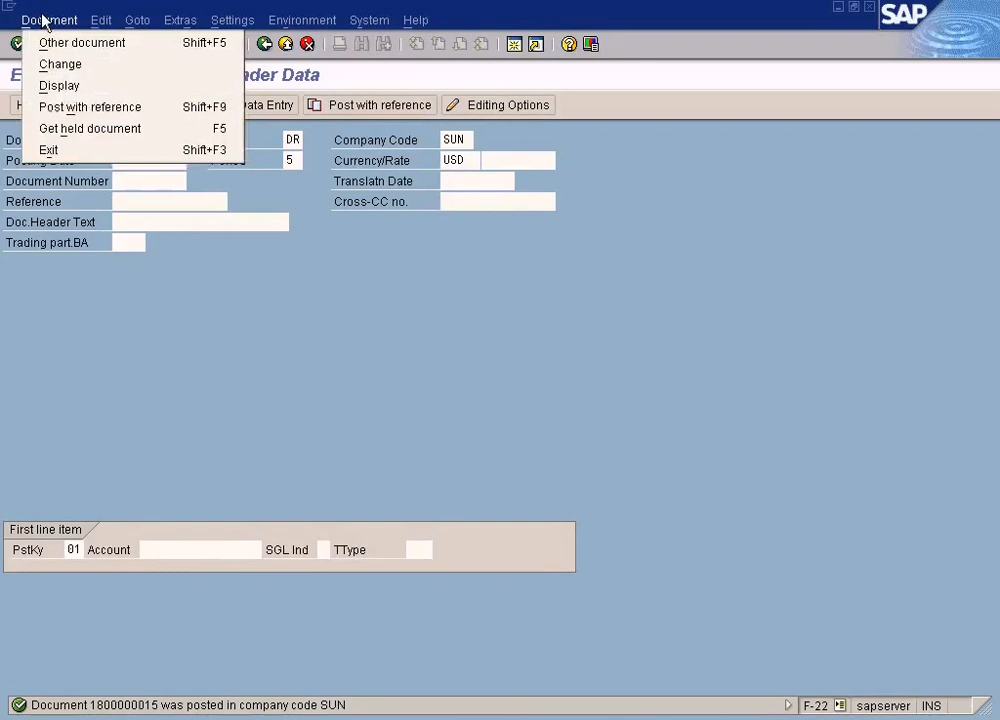 Document Edit Goto Extras Settings Environment System Help
SAP
Other document Shift+F5
Change
Display
Post with reference Shift+F9
Get held document F5
Exit Shift+F3
der Data
ata Entry Post with reference Editing Options
DR Company Code SUN
5 Currency/Rate USD
Document Number Translatn Date
Reference Cross-CC no.
Doc.Header Text
Trading part.BA
First line item
PstKy 01 Account SGL Ind TType
Document 1800000015 was posted in company code SUN F-22 sapserver INS